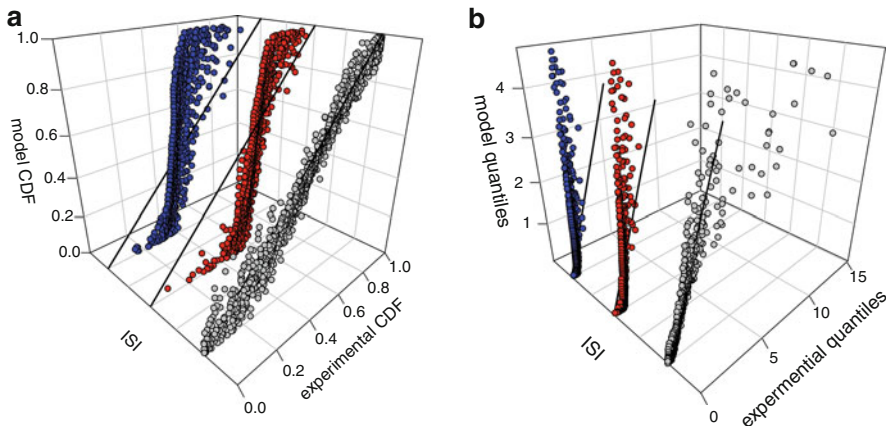 a
1.0
0.8
0.6
0.4
0.2
0.0
model CDF
ISI
0.0
0.2
0.4
0.6
0.8
1.0
experimental CDF
b
4
3
2
1
model quantiles
ISI
0
5
10
15
expermential quantiles